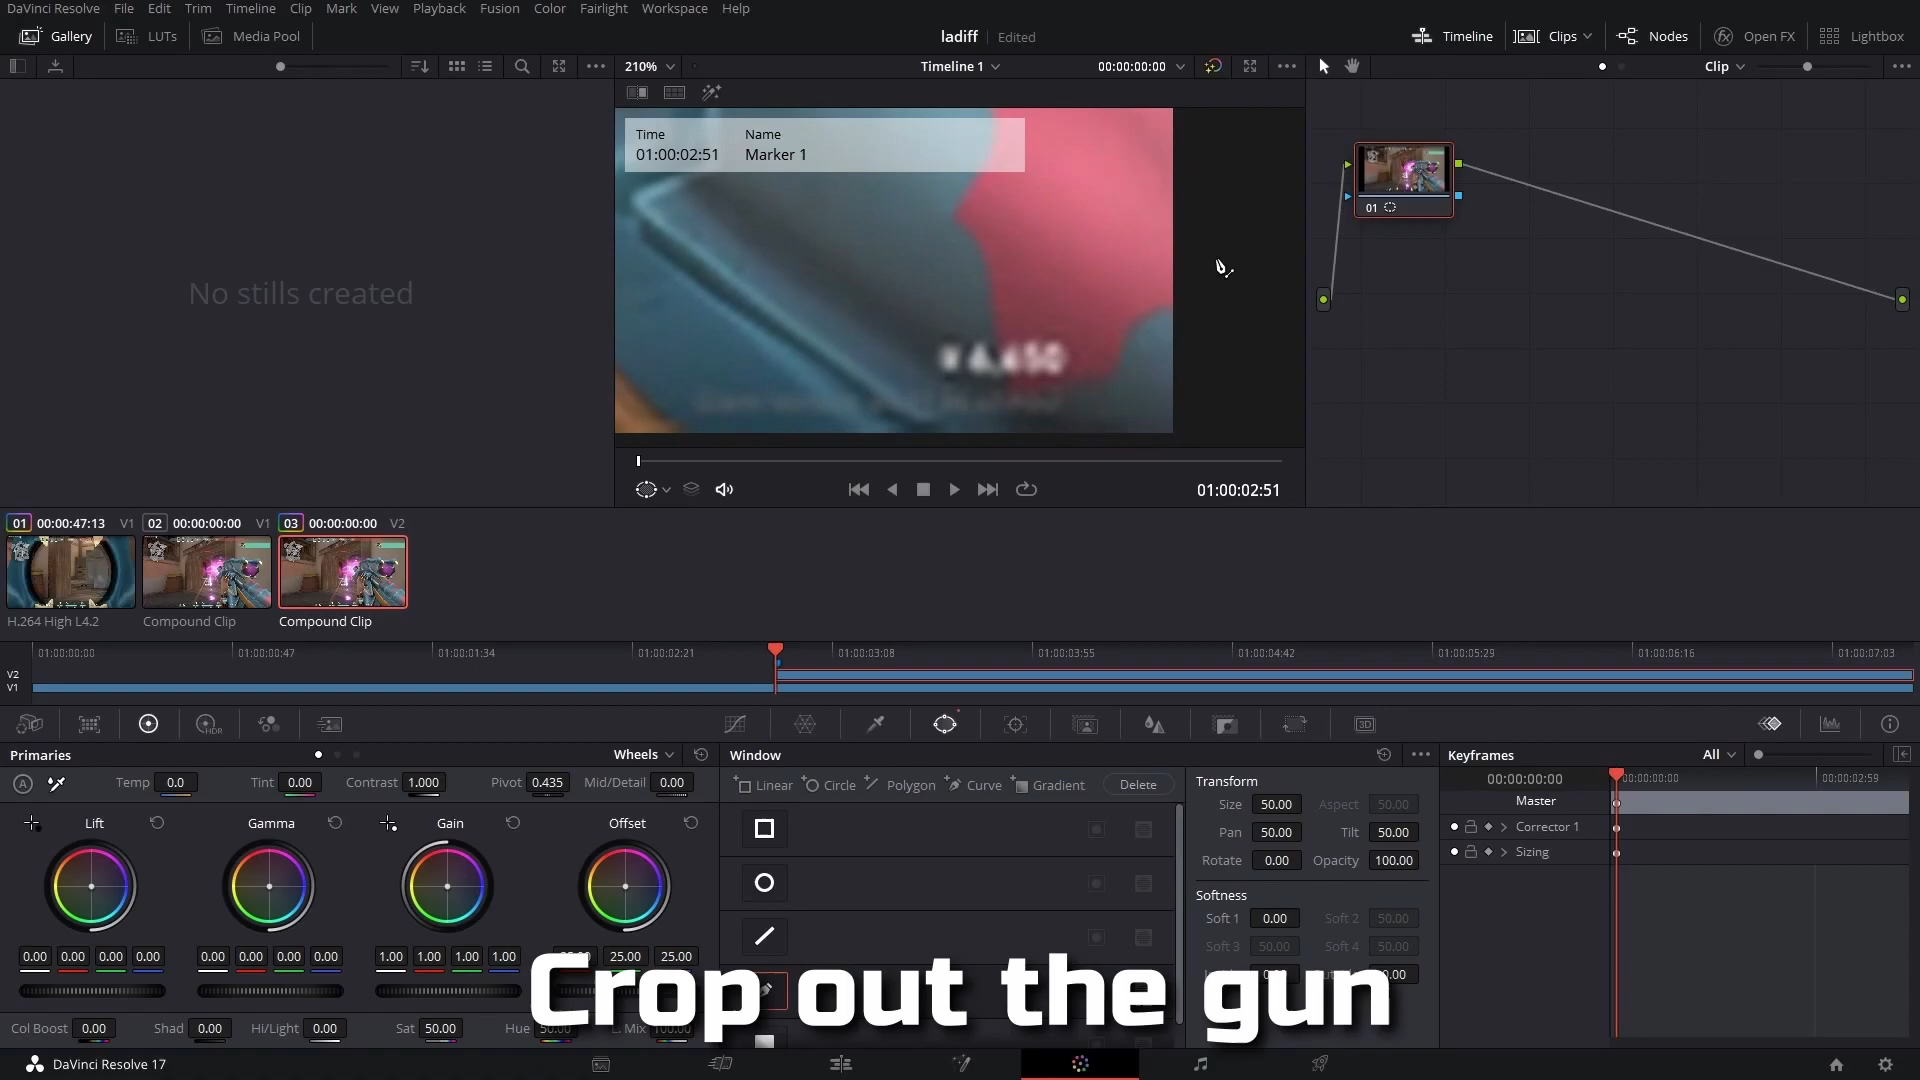 DaVinci Resolve File Edit Trim Timeline Clip Mark View Playback Fusion Color Fairlight Workspace Help
Gallery LUTs Media Pool ladiff Edited Timeline Clips Nodes Open FX Lightbox
210% Timeline 1 00:00:00:00 Clip
Time Name
01:00:02:51 Marker 1
No stills created
01
01:00:02:51
01 00:00:47:13 V1 02 00:00:00:00 V1 03 00:00:00:00 V2
H.264 High L4.2 Compound Clip Compound Clip
01:00:00:00 01:00:00:47 01:00:01:34 01:00:02:21 01:00:03:08 01:00:03:55 01:00:04:42 01:00:05:29 01:00:06:16 01:00:07:03
V2
V1
HDR 3D
Primaries Wheels Window Keyframes All
A Temp 0.0 Tint 0.00 Contrast 1.000 Pivot 0.435 Mid/Detail 0.00
Linear Circle Polygon Curve Gradient Delete
Transform
Size 50.00 Aspect 50.00
Pan 50.00 Tilt 50.00
Rotate 0.00 Opacity 100.00
Softness
Soft 1 0.00 Soft 2 50.00
Soft 3 50.00 Soft 4 50.00
00:00:00:00 00:00:00:00 00:00:02:59
Master
Corrector 1
Sizing
Lift Gamma Gain Offset
0.00 0.00 0.00 0.00 0.00 0.00 0.00 0.00 1.00 1.00 1.00 1.00 25.00 25.00
Col Boost 0.00 Shad 0.00 Hi/Light 0.00 Sat 50.00 Hue 50.00 L. Mix 100.00
Crop out the gun
DaVinci Resolve 17